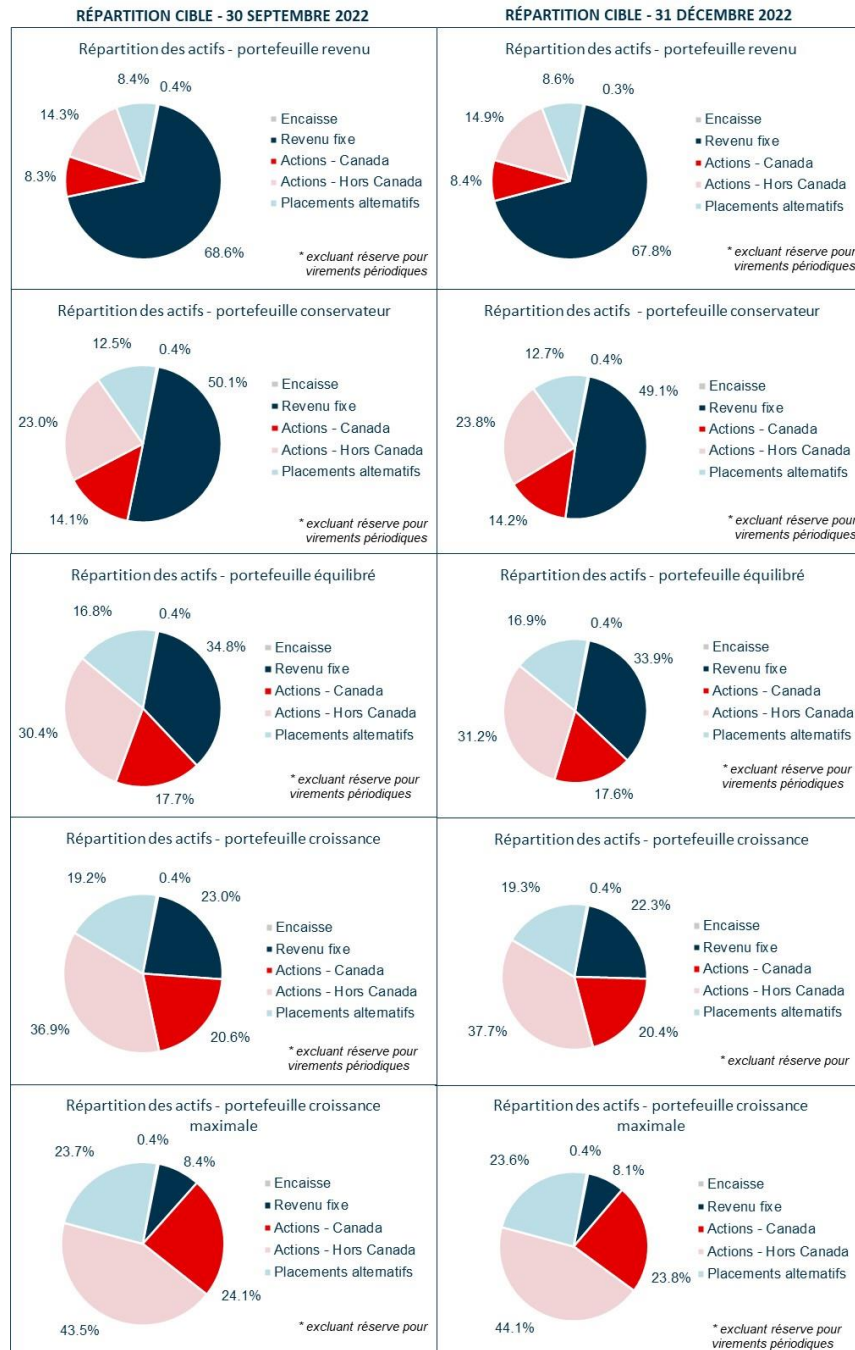 RÉPARTITION CIBLE - 30 SEPTEMBRE 2022
RÉPARTITION CIBLE - 31 DÉCEMBRE 2022
Répartition des actifs - portefeuille revenu
8.4%
0.4%
14.3%
8.3%
68.6%
Encaisse
Revenu fixe
Actions - Canada
Actions - Hors Canada
Placements alternatifs
* excluant réserve pour
virements périodiques
Répartition des actifs - portefeuille revenu
8.6%
0.3%
14.9%
8.4%
67.8%
Encaisse
Revenu fixe
Actions - Canada
Actions - Hors Canada
Placements alternatifs
* excluant réserve pour
virements périodiques
Répartition des actifs - portefeuille conservateur
12.5%
0.4%
50.1%
23.0%
14.1%
Encaisse
Revenu fixe
Actions - Canada
Actions - Hors Canada
Placements alternatifs
* excluant réserve pour
virements périodiques
Répartition des actifs - portefeuille conservateur
12.7%
0.4%
49.1%
23.8%
14.2%
Encaisse
Revenu fixe
Actions - Canada
Actions - Hors Canada
Placements alternatifs
* excluant réserve pour
virements périodiques
Répartition des actifs - portefeuille équilibré
16.8%
0.4%
34.8%
30.4%
17.7%
Encaisse
Revenu fixe
Actions - Canada
Actions - Hors Canada
Placements alternatifs
* excluant réserve pour
virements périodiques
Répartition des actifs - portefeuille équilibré
16.9%
0.4%
33.9%
31.2%
17.6%
Encaisse
Revenu fixe
Actions - Canada
Actions - Hors Canada
Placements alternatifs
* excluant réserve pour
virements périodiques
Répartition des actifs - portefeuille croissance
19.2%
0.4%
23.0%
36.9%
20.6%
Encaisse
Revenu fixe
Actions - Canada
Actions - Hors Canada
Placements alternatifs
* excluant réserve pour
virements périodiques
Répartition des actifs - portefeuille croissance
19.3%
0.4%
22.3%
37.7%
20.4%
Encaisse
Revenu fixe
Actions - Canada
Actions - Hors Canada
Placements alternatifs
* excluant réserve pour
Répartition des actifs - portefeuille croissance
maximale
23.7%
0.4%
8.4%
43.5%
24.1%
Encaisse
Revenu fixe
Actions - Canada
Actions - Hors Canada
Placements alternatifs
* excluant réserve pour
Répartition des actifs - portefeuille croissance
maximale
23.6%
0.4%
8.1%
44.1%
23.8%
Encaisse
Revenu fixe
Actions - Canada
Actions - Hors Canada
Placements alternatifs
* excluant réserve pour
virements périodiques